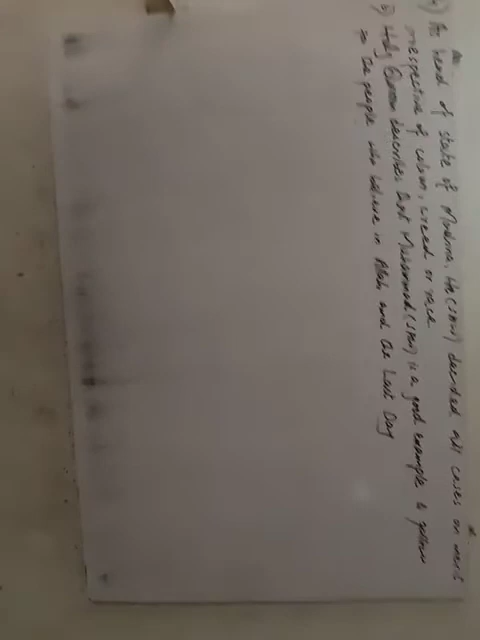 a) As head of state of Madina, He (SAW) decided all cases on merit
irrespective of colour, creed or race
b) Holy Quran describes that Muhammad (SAW) is a good example to follow
to the people who believe in Allah and the Last Day